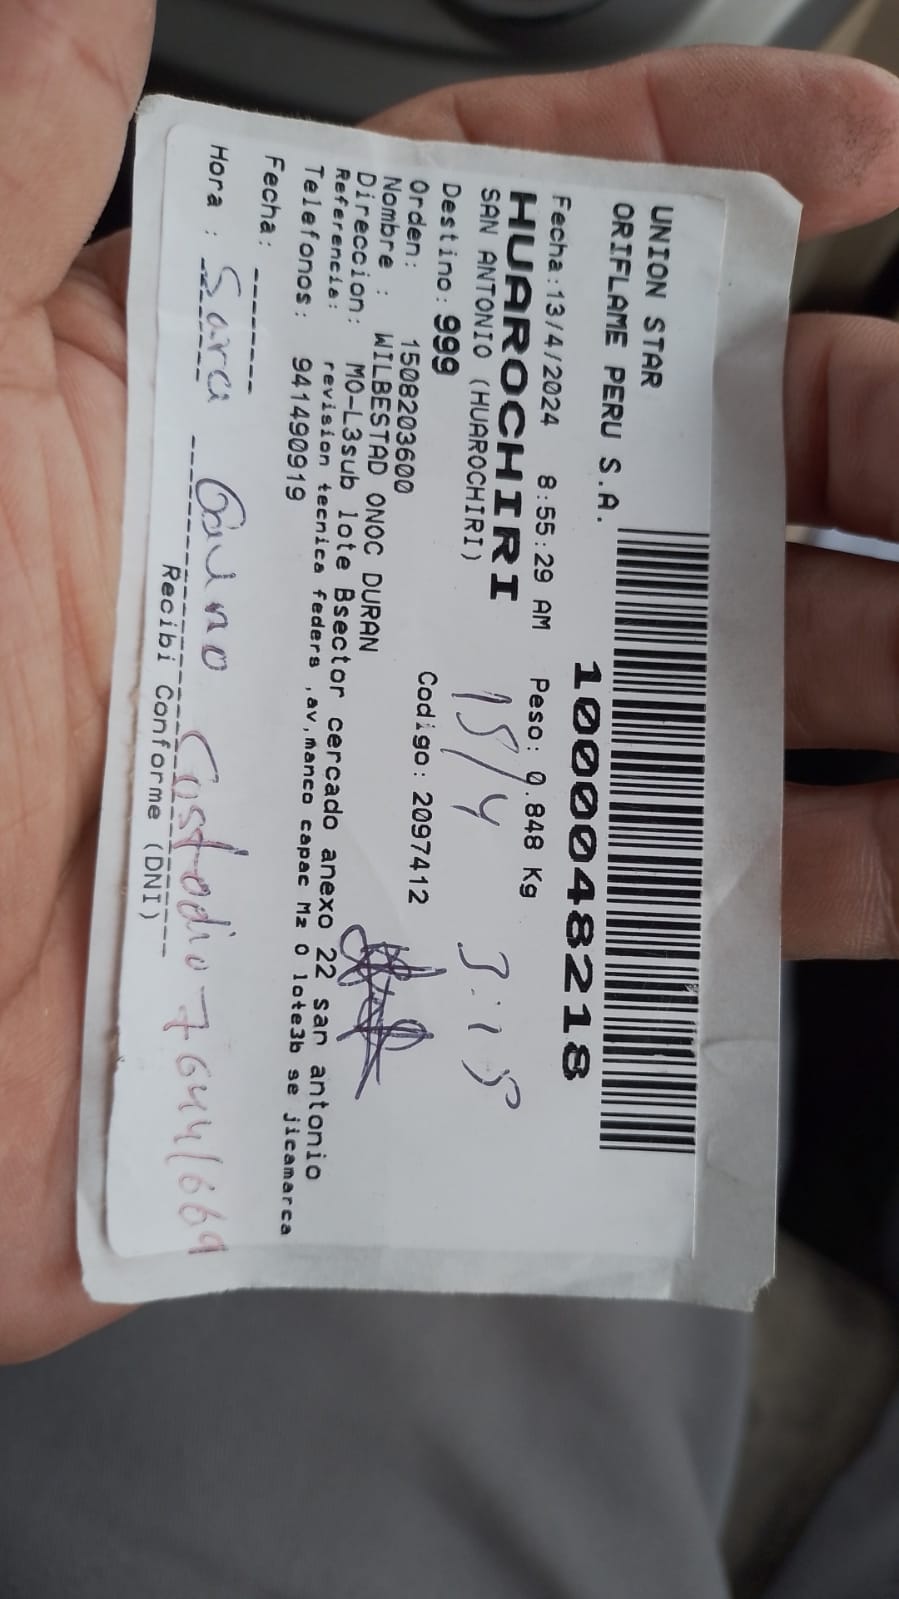 UNION STAR
ORIFLAME PERU S.A.
1000048218
Fecha:13/4/2024 8:55:29 AM Peso: 0.848 Kg
HUAROCHIRI
SAN ANTONIO (HUAROCHIRI) 15/4 3:15
Destino: 999
Orden: 1508203600 Codigo: 2097412
Nombre : WILBESTAD ONOC DURAN
Direccion: MO-L3sub lote Bsector cercado anexo 22 san antonio
Referencia: revision tecnica federa ,av,manco capac Mz O lote3b se jicamarca
Telefonos: 941490919
Fecha:
Hora : Sara Custodio
Recibi Conforme (DNI)